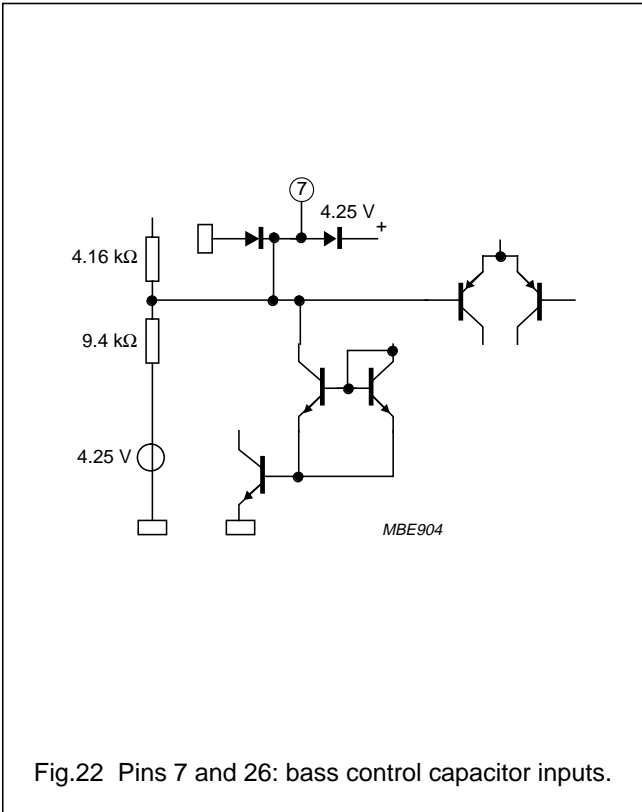 7
4.25 V
+
4.16 kΩ
9.4 kΩ
4.25 V
MBE904
Fig.22 Pins 7 and 26: bass control capacitor inputs.